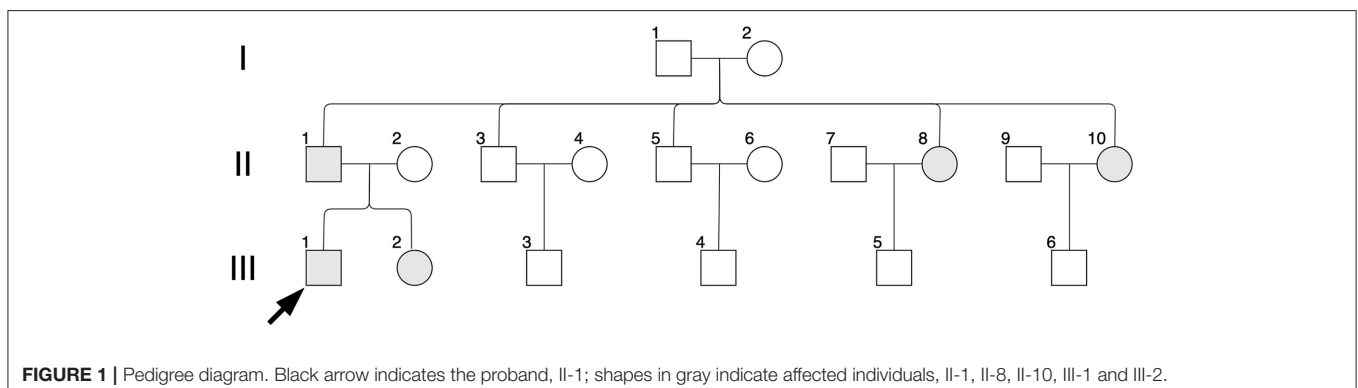 I 1 2
II 1 2 3 4 5 6 7 8 9 10
III 1 2 3 4 5 6
FIGURE 1 | Pedigree diagram. Black arrow indicates the proband, II-1; shapes in gray indicate affected individuals, II-1, II-8, II-10, III-1 and III-2.